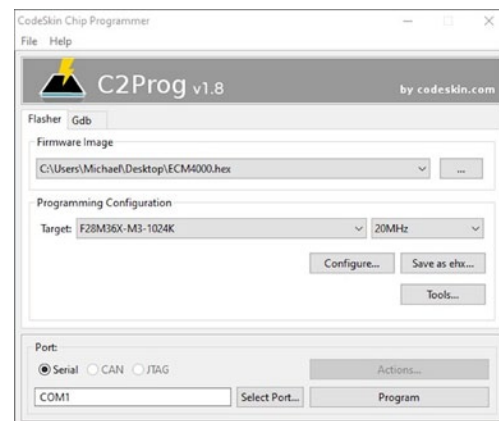 CodeSkin Chip Programmer
File Help
C2Prog v1.8
by codeskin.com
Flasher Gdb
Firmware Image
C:\Users\Michael\Desktop\ECM4000.hex
...
Programming Configuration
Target: F28M36X-M3-1024K 20MHz
Configure... Save as ehx...
Tools...
Port:
Serial CAN JTAG Actions...
COM1 Select Port... Program